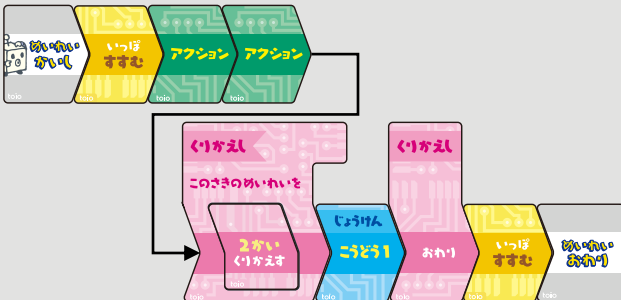 めいれい
かいし
いっぽ
すすむ
アクション
アクション
toio
toio
toio
toio
くりかえし
このさきのめいれいを
2かい
くりかえす
じょうけん
こうどう1
くりかえし
おわり
いっぽ
すすむ
めいれい
おわり
toio
toio
toio
toio
toio
toio